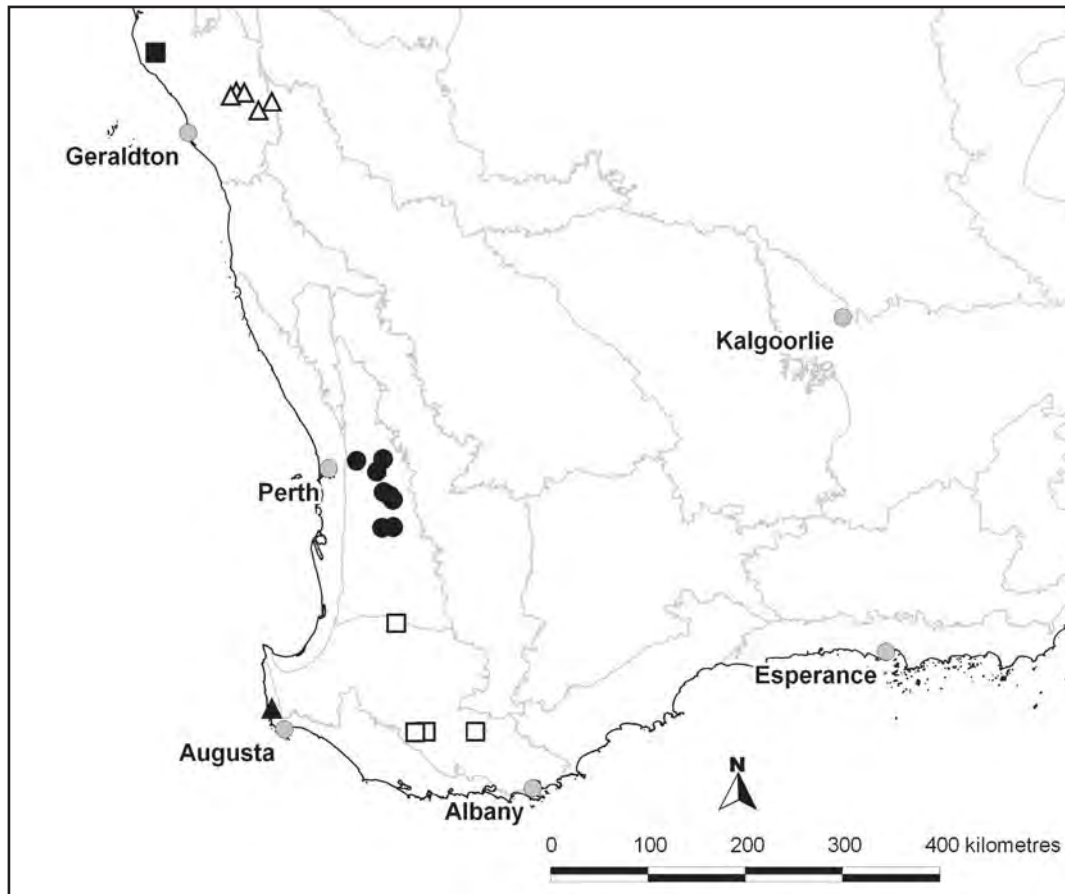 Geraldton
Kalgoorlie
Perth
Esperance
Augusta
N
Albany
0 100 200 300 400 kilometres